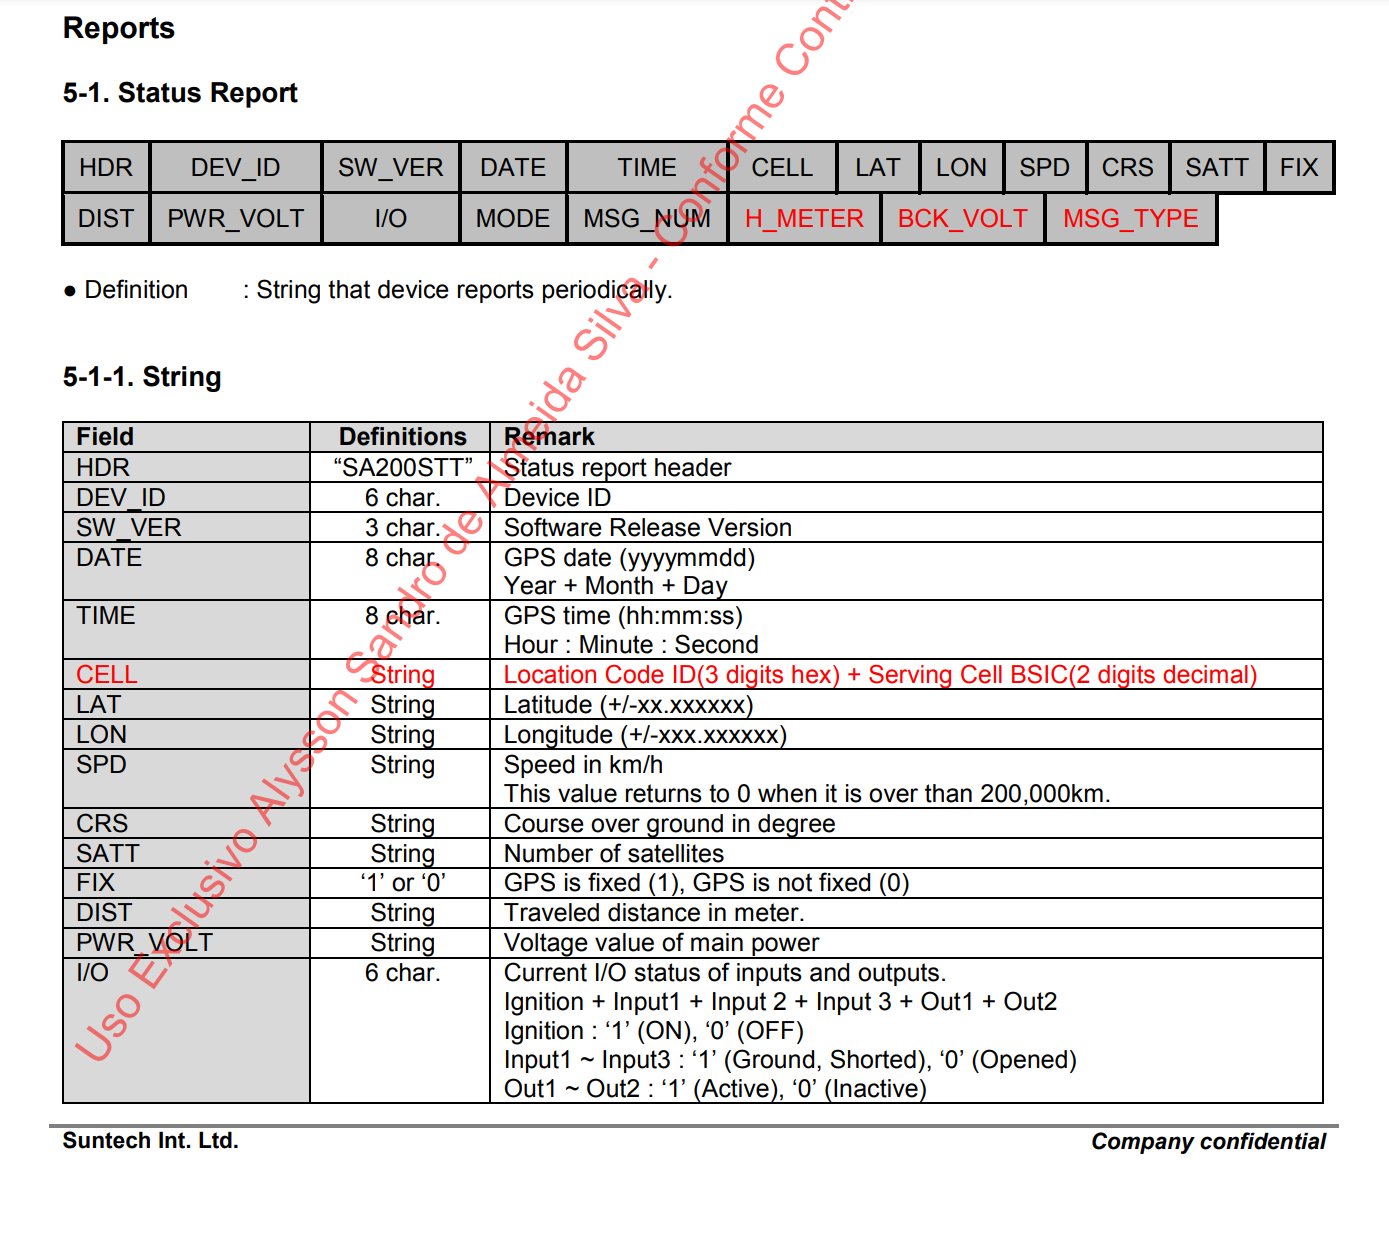 Reports
5-1. Status Report
HDR DEV_ID SW_VER DATE TIME CELL LAT LON SPD CRS SATT FIX
DIST PWR_VOLT I/O MODE MSG_NUM H_METER BCK_VOLT MSG_TYPE
● Definition : String that device reports periodically.
5-1-1. String
Field Definitions Remark
HDR “SA200STT” Status report header
DEV_ID 6 char. Device ID
SW_VER 3 char. Software Release Version
DATE 8 char. GPS date (yyyymmdd)
Year + Month + Day
TIME 8 char. GPS time (hh:mm:ss)
Hour : Minute : Second
CELL String Location Code ID(3 digits hex) + Serving Cell BSIC(2 digits decimal)
LAT String Latitude (+/-xx.xxxxxx)
LON String Longitude (+/-xxx.xxxxxx)
SPD String Speed in km/h
This value returns to 0 when it is over than 200,000km.
CRS String Course over ground in degree
SATT String Number of satellites
FIX ‘1’ or ‘0’ GPS is fixed (1), GPS is not fixed (0)
DIST String Traveled distance in meter.
PWR_VOLT String Voltage value of main power
I/O 6 char. Current I/O status of inputs and outputs.
Ignition + Input1 + Input 2 + Input 3 + Out1 + Out2
Ignition : ‘1’ (ON), ‘0’ (OFF)
Input1 ~ Input3 : ‘1’ (Ground, Shorted), ‘0’ (Opened)
Out1 ~ Out2 : ‘1’ (Active), ‘0’ (Inactive)
Suntech Int. Ltd. Company confidential
Uso Exclusivo Alysson Sandro de Almeida Silva - Conforme